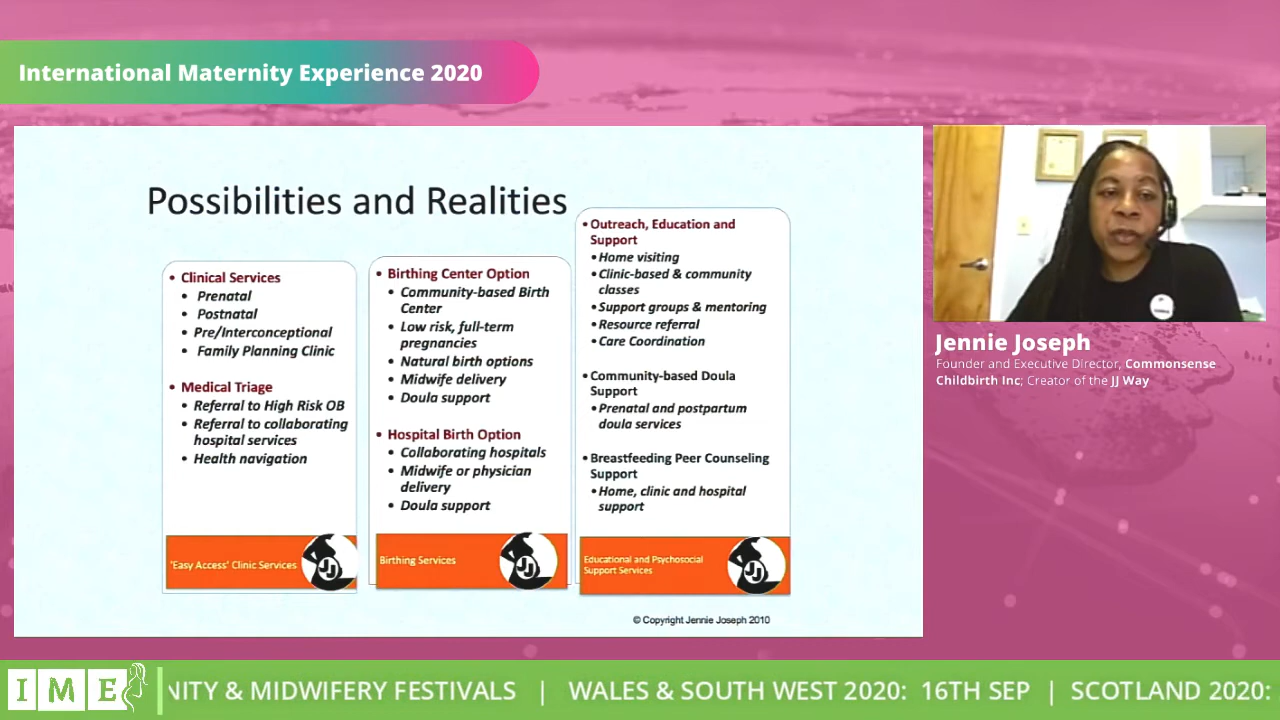 International Maternity Experience 2020
Possibilities and Realities
• Clinical Services
• Prenatal
• Postnatal
• Pre/Interconceptional
• Family Planning Clinic
• Medical Triage
• Referral to High Risk OB
• Referral to collaborating
hospital services
• Health navigation
'Easy Access' Clinic Services
JJ
• Birthing Center Option
• Community-based Birth
Center
• Low risk, full-term
pregnancies
• Natural birth options
• Midwife delivery
• Doula support
• Hospital Birth Option
• Collaborating hospitals
• Midwife or physician
delivery
• Doula support
Birthing Services
JJ
• Outreach, Education and
Support
• Home visiting
• Clinic-based & community
classes
• Support groups & mentoring
• Resource referral
• Care Coordination
• Community-based Doula
Support
• Prenatal and postpartum
doula services
• Breastfeeding Peer Counseling
Support
• Home, clinic and hospital
support
Educational and Psychosocial
Support Services
JJ
© Copyright Jennie Joseph 2010
Jennie Joseph
Founder and Executive Director, Commonsense
Childbirth Inc; Creator of the JJ Way
IME
NITY & MIDWIFERY FESTIVALS | WALES & SOUTH WEST 2020: 16TH SEP | SCOTLAND 2020: